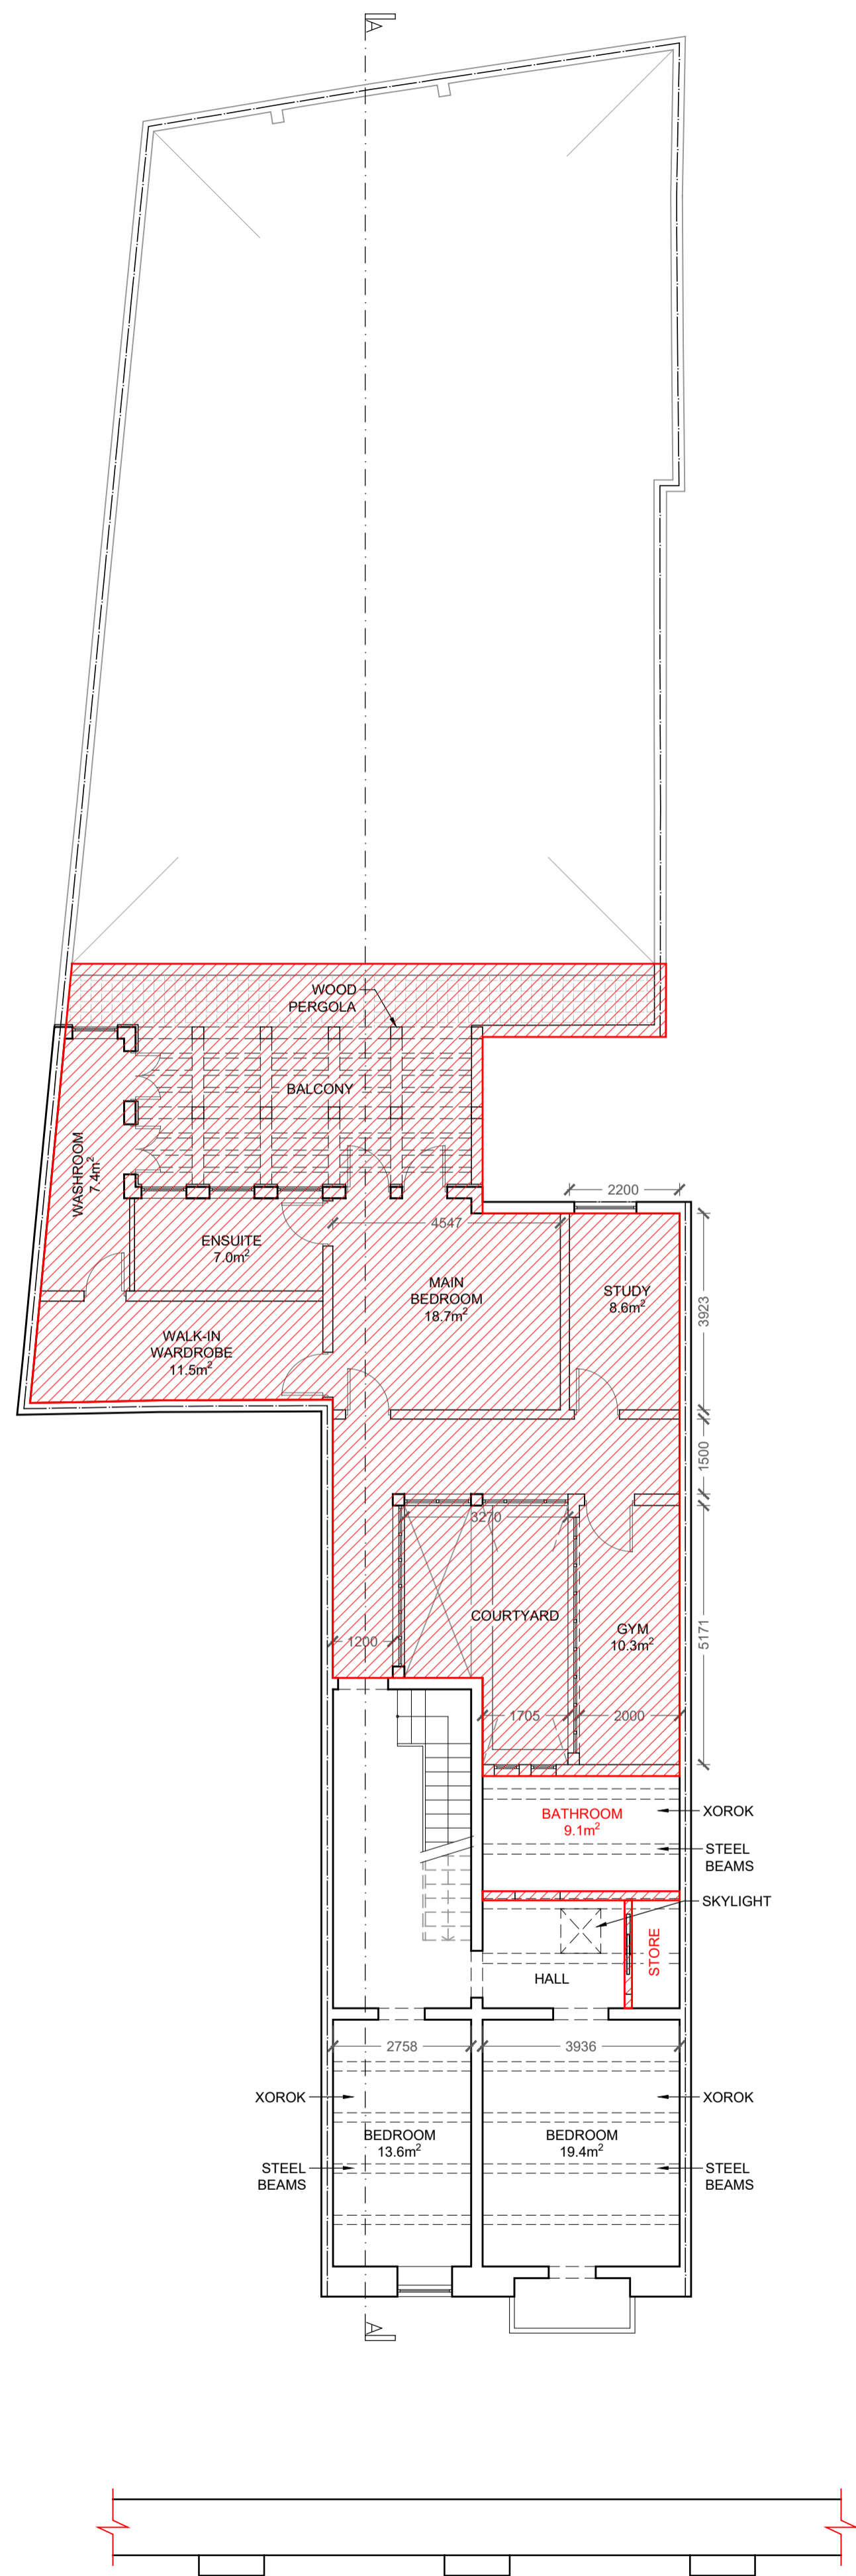 A
WOOD
PERGOLA
BALCONY
WASHROOM
7.4m²
2200
4547
ENSUITE
7.0m²
MAIN
BEDROOM
18.7m²
STUDY
8.6m²
3923
WALK-IN
WARDROBE
11.5m²
1500
3270
COURTYARD
GYM
10.3m²
5171
1200
1705
2000
BATHROOM
9.1m²
XOROK
STEEL
BEAMS
SKYLIGHT
STORE
HALL
2758
3936
XOROK
XOROK
BEDROOM
13.6m²
BEDROOM
19.4m²
STEEL
BEAMS
STEEL
BEAMS
A